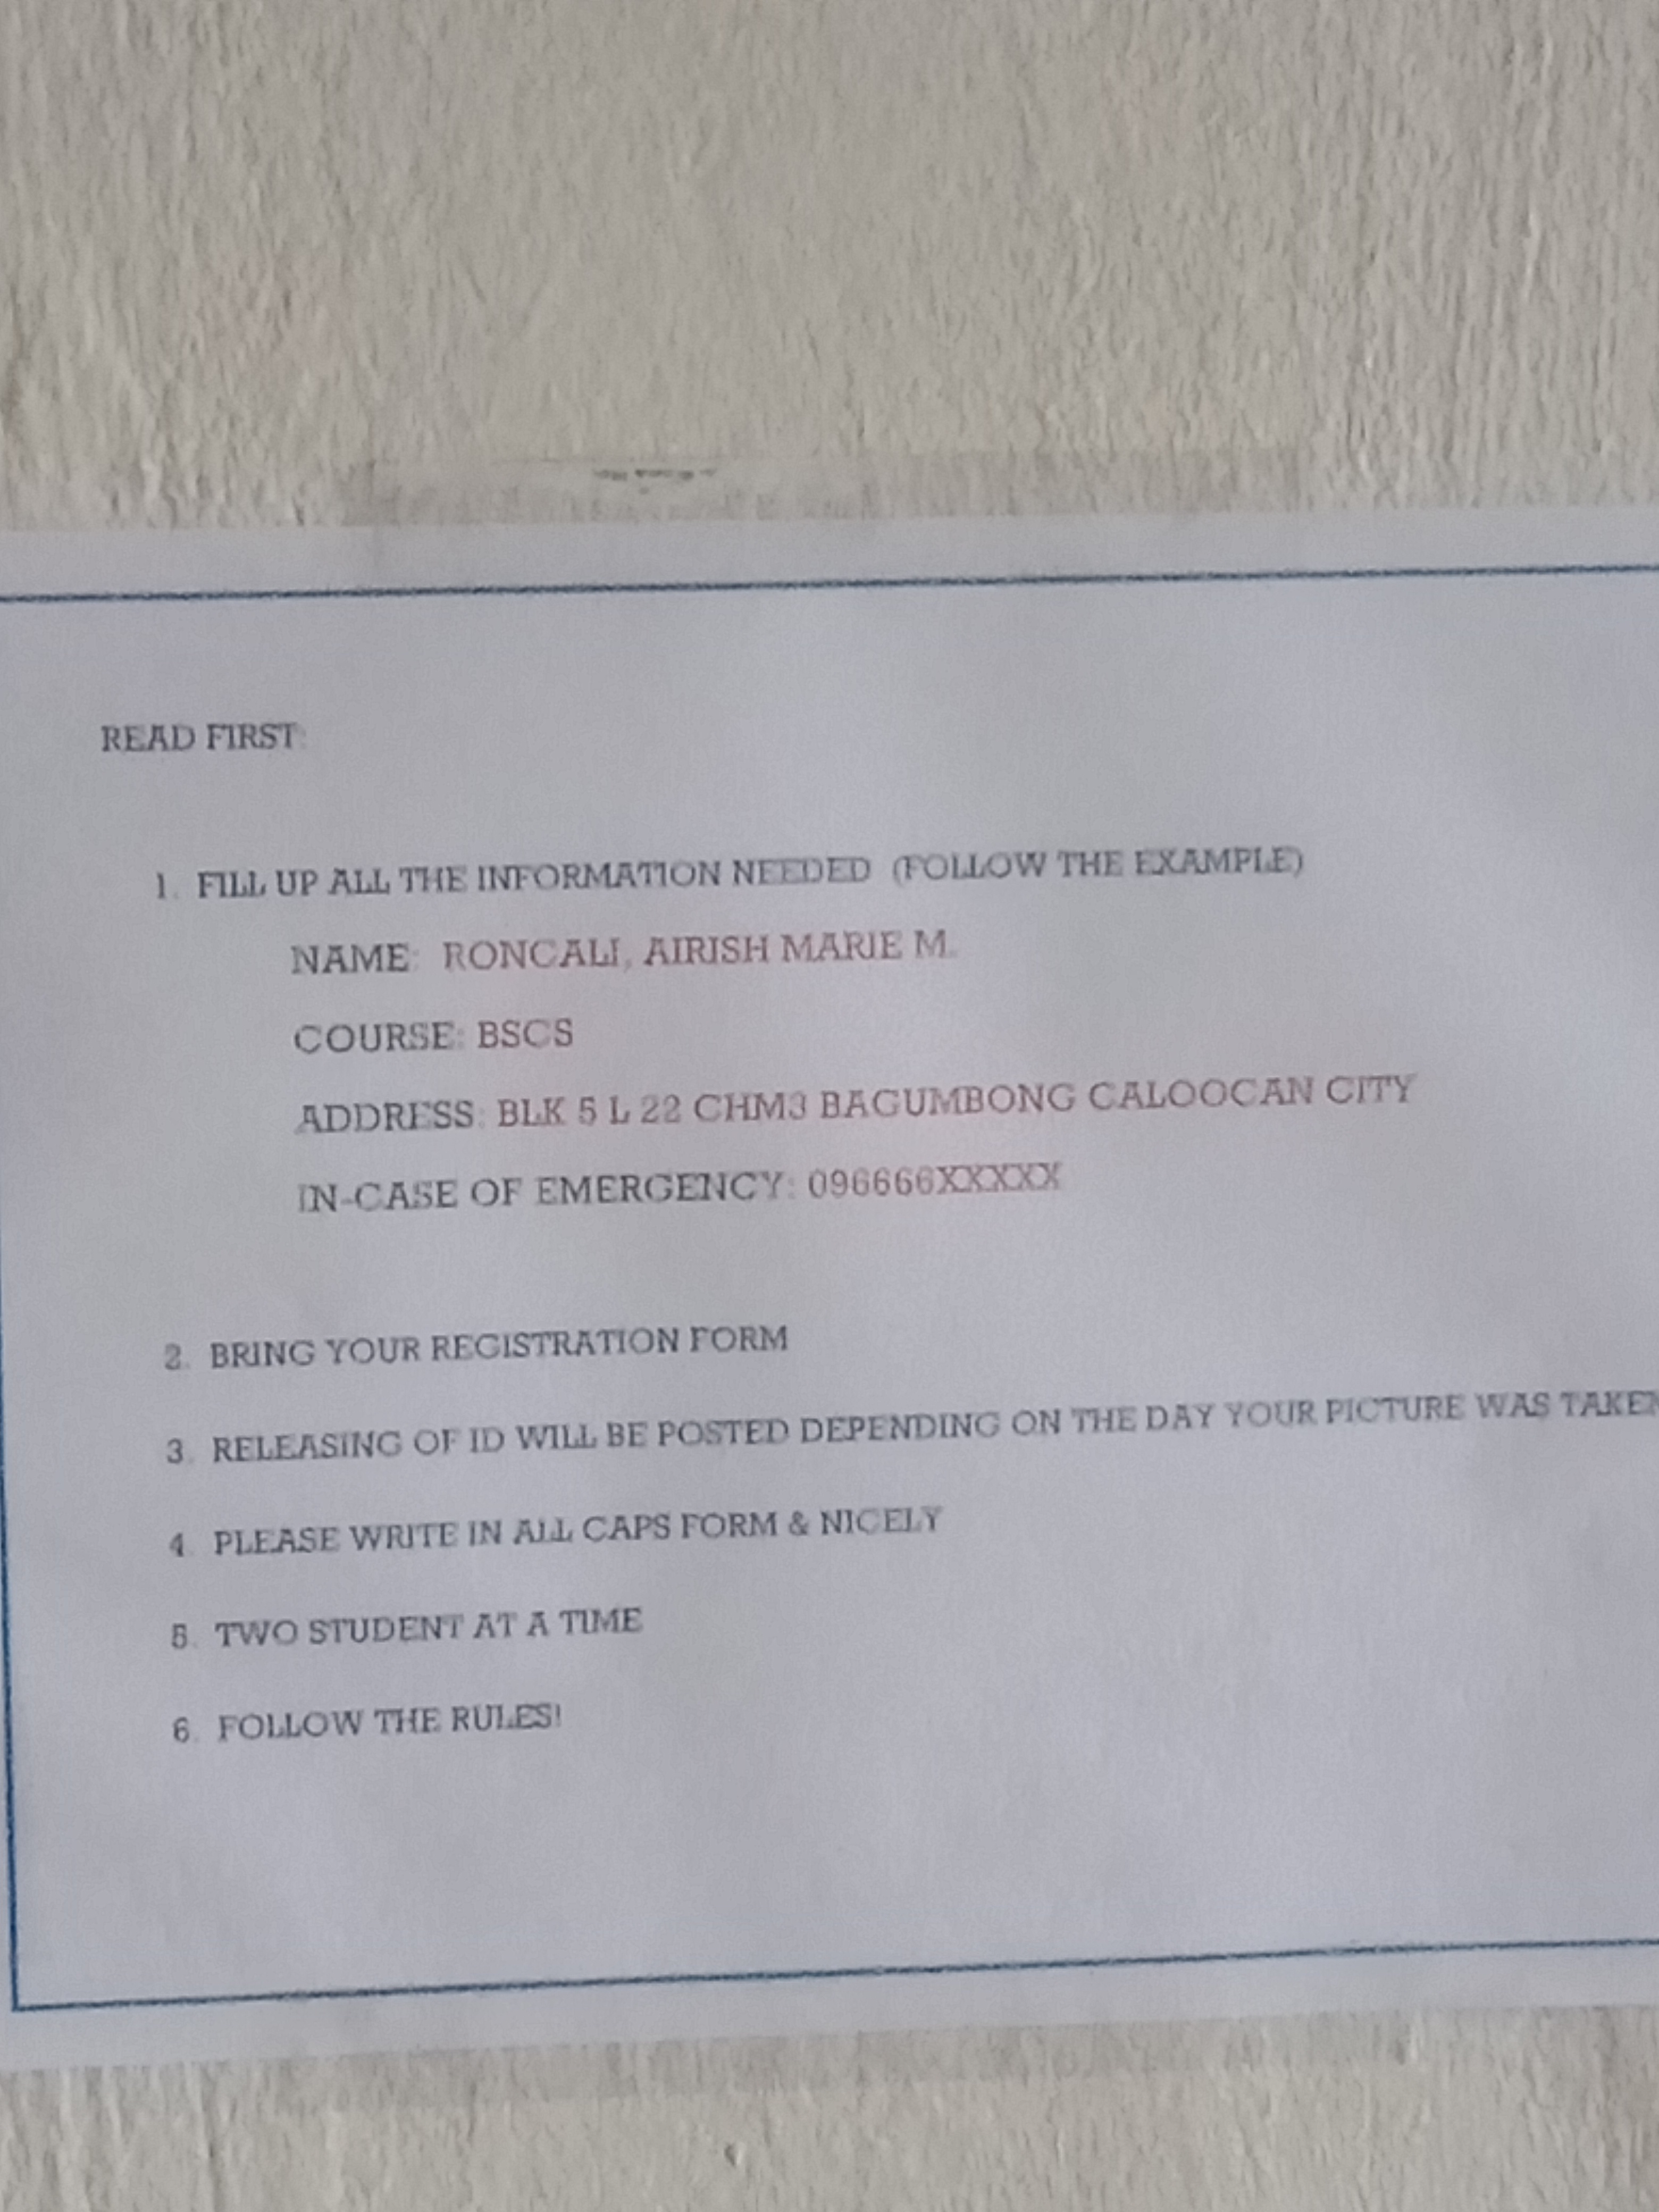 READ FIRST:
1. FILL UP ALL THE INFORMATION NEEDED (FOLLOW THE EXAMPLE)
NAME: RONCALI, AIRISH MARIE M.
COURSE: BSCS
ADDRESS: BLK 5 L 22 CHM3 BAGUMBONG CALOOCAN CITY
IN-CASE OF EMERGENCY: 096666XXXXX
2. BRING YOUR REGISTRATION FORM
3. RELEASING OF ID WILL BE POSTED DEPENDING ON THE DAY YOUR PICTURE WAS TAKEN
4. PLEASE WRITE IN ALL CAPS FORM & NICELY
5. TWO STUDENT AT A TIME
6. FOLLOW THE RULES!